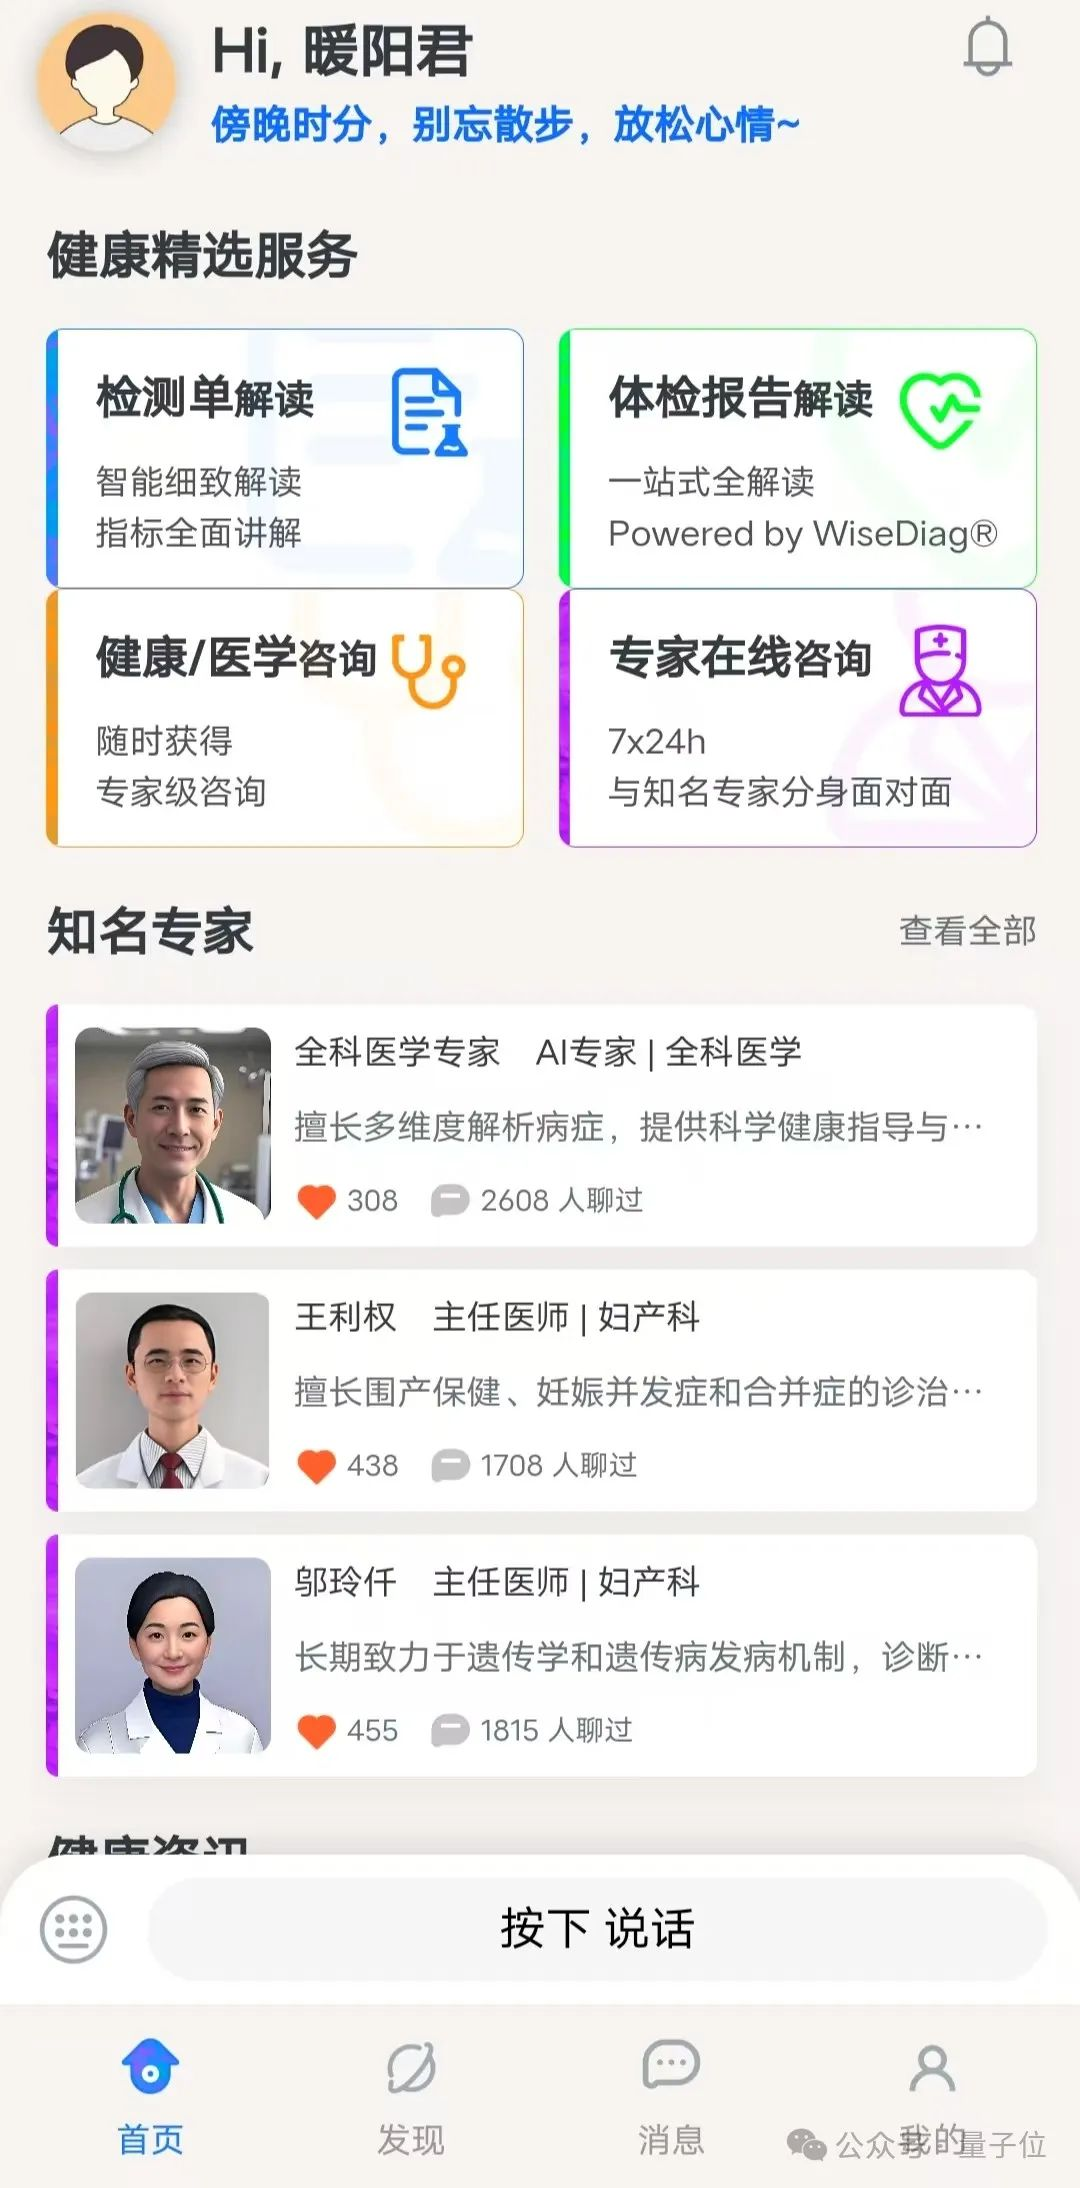 Hi, 暖阳君
傍晚时分，别忘散步，放松心情~
健康精选服务
检测单解读
智能细致解读
指标全面讲解
体检报告解读
一站式全解读
Powered by WiseDiag®
健康/医学咨询
随时获得
专家级咨询
专家在线咨询
7x24h
与知名专家分身面对面
知名专家
查看全部
全科医学专家 AI专家 | 全科医学
擅长多维度解析病症，提供科学健康指导与…
308 2608 人聊过
王利权 主任医师 | 妇产科
擅长围产保健、妊娠并发症和合并症的诊治…
438 1708 人聊过
邬玲仟 主任医师 | 妇产科
长期致力于遗传学和遗传病发病机制，诊断…
455 1815 人聊过
健康资讯
按下 说话
首页
发现
消息
我的
公众号·量子位